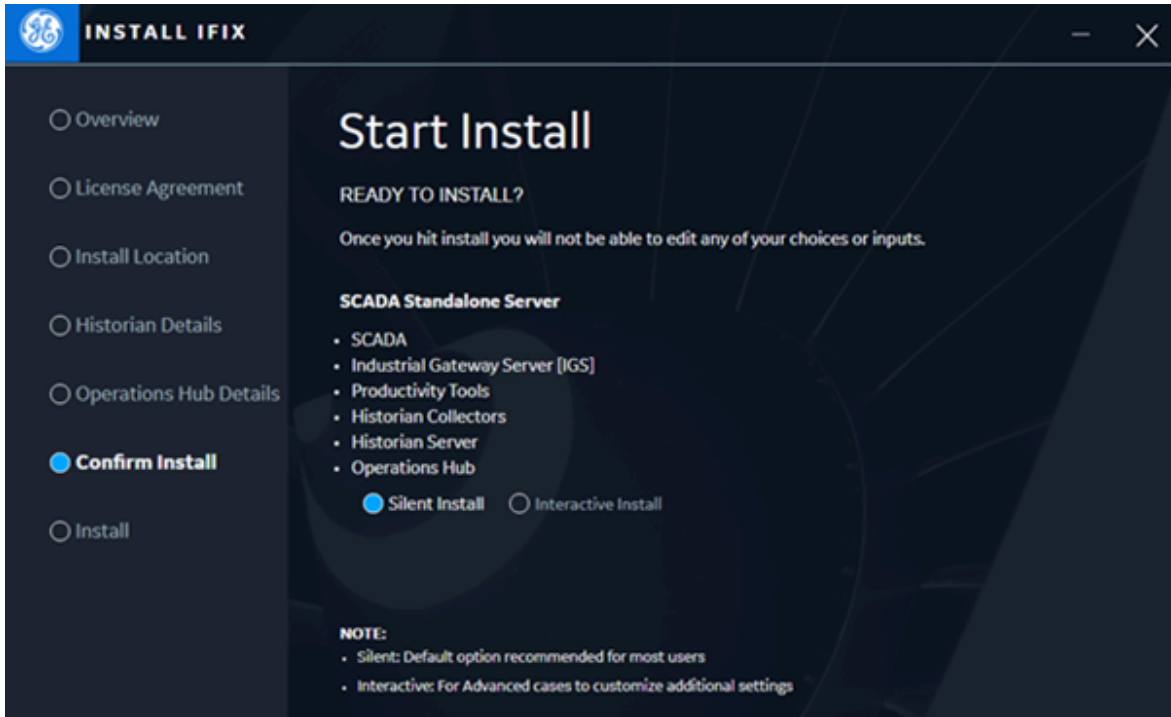 INSTALL IFIX
Overview
License Agreement
Install Location
Historian Details
Operations Hub Details
Confirm Install
Install
Start Install
READY TO INSTALL?
Once you hit install you will not be able to edit any of your choices or inputs.
SCADA Standalone Server
• SCADA
• Industrial Gateway Server [IGS]
• Productivity Tools
• Historian Collectors
• Historian Server
• Operations Hub
Silent Install Interactive Install
NOTE:
• Silent: Default option recommended for most users
• Interactive: For Advanced cases to customize additional settings